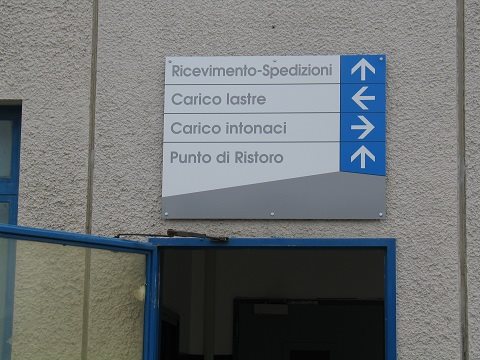 Ricevimento-Spedizioni ↑
Carico lastre ←
Carico intonaci →
Punto di Ristoro ↑